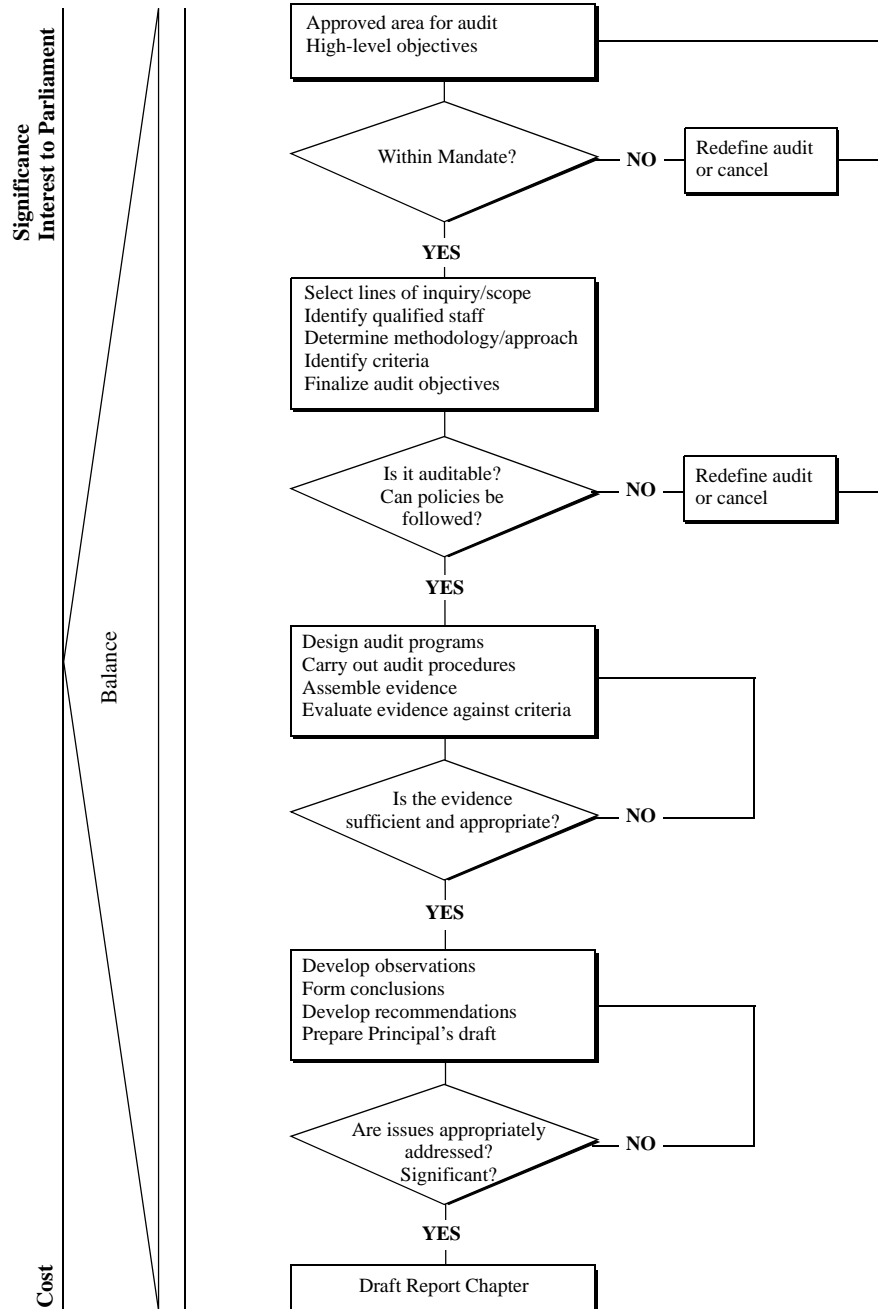 Significance
Interest to Parliament
Balance
Cost
Approved area for audit
High-level objectives
Within Mandate?
NO
Redefine audit
or cancel
YES
Select lines of inquiry/scope
Identify qualified staff
Determine methodology/approach
Identify criteria
Finalize audit objectives
Is it auditable?
Can policies be
followed?
NO
Redefine audit
or cancel
YES
Design audit programs
Carry out audit procedures
Assemble evidence
Evaluate evidence against criteria
Is the evidence
sufficient and appropriate?
NO
YES
Develop observations
Form conclusions
Develop recommendations
Prepare Principal’s draft
Are issues appropriately
addressed?
Significant?
NO
YES
Draft Report Chapter